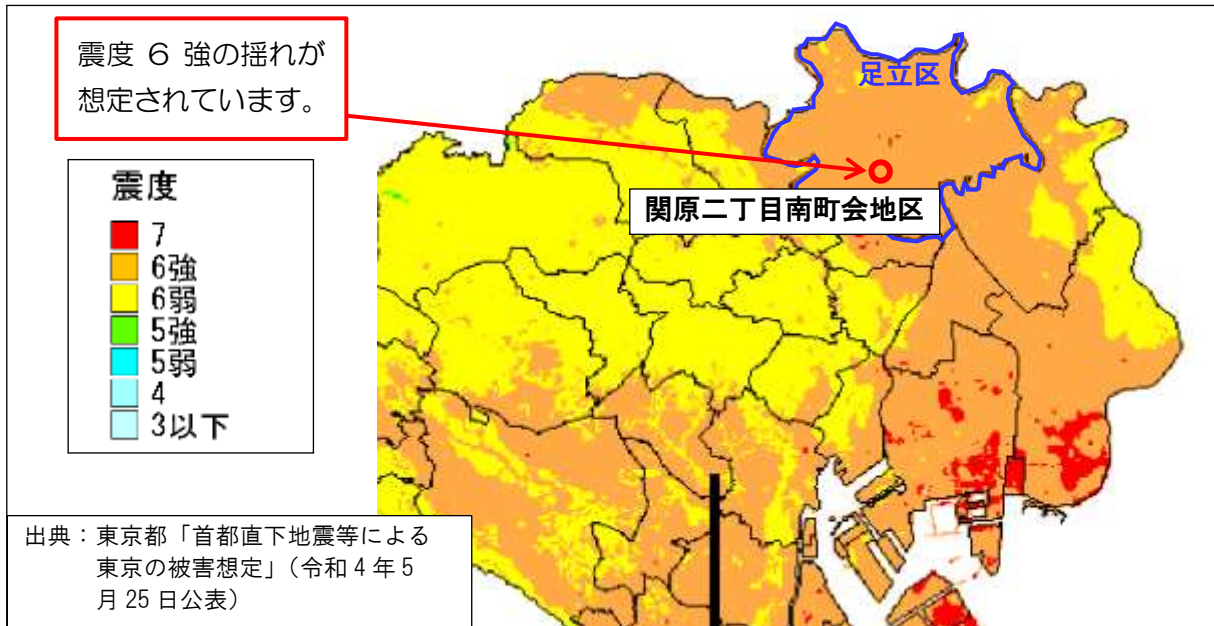 震度 6 強の揺れが
想定されています。
足立区
関原二丁目南町会地区
震度
7
6強
6弱
5強
5弱
4
3以下
出典：東京都「首都直下地震等による
東京の被害想定」（令和4年5
月25日公表）